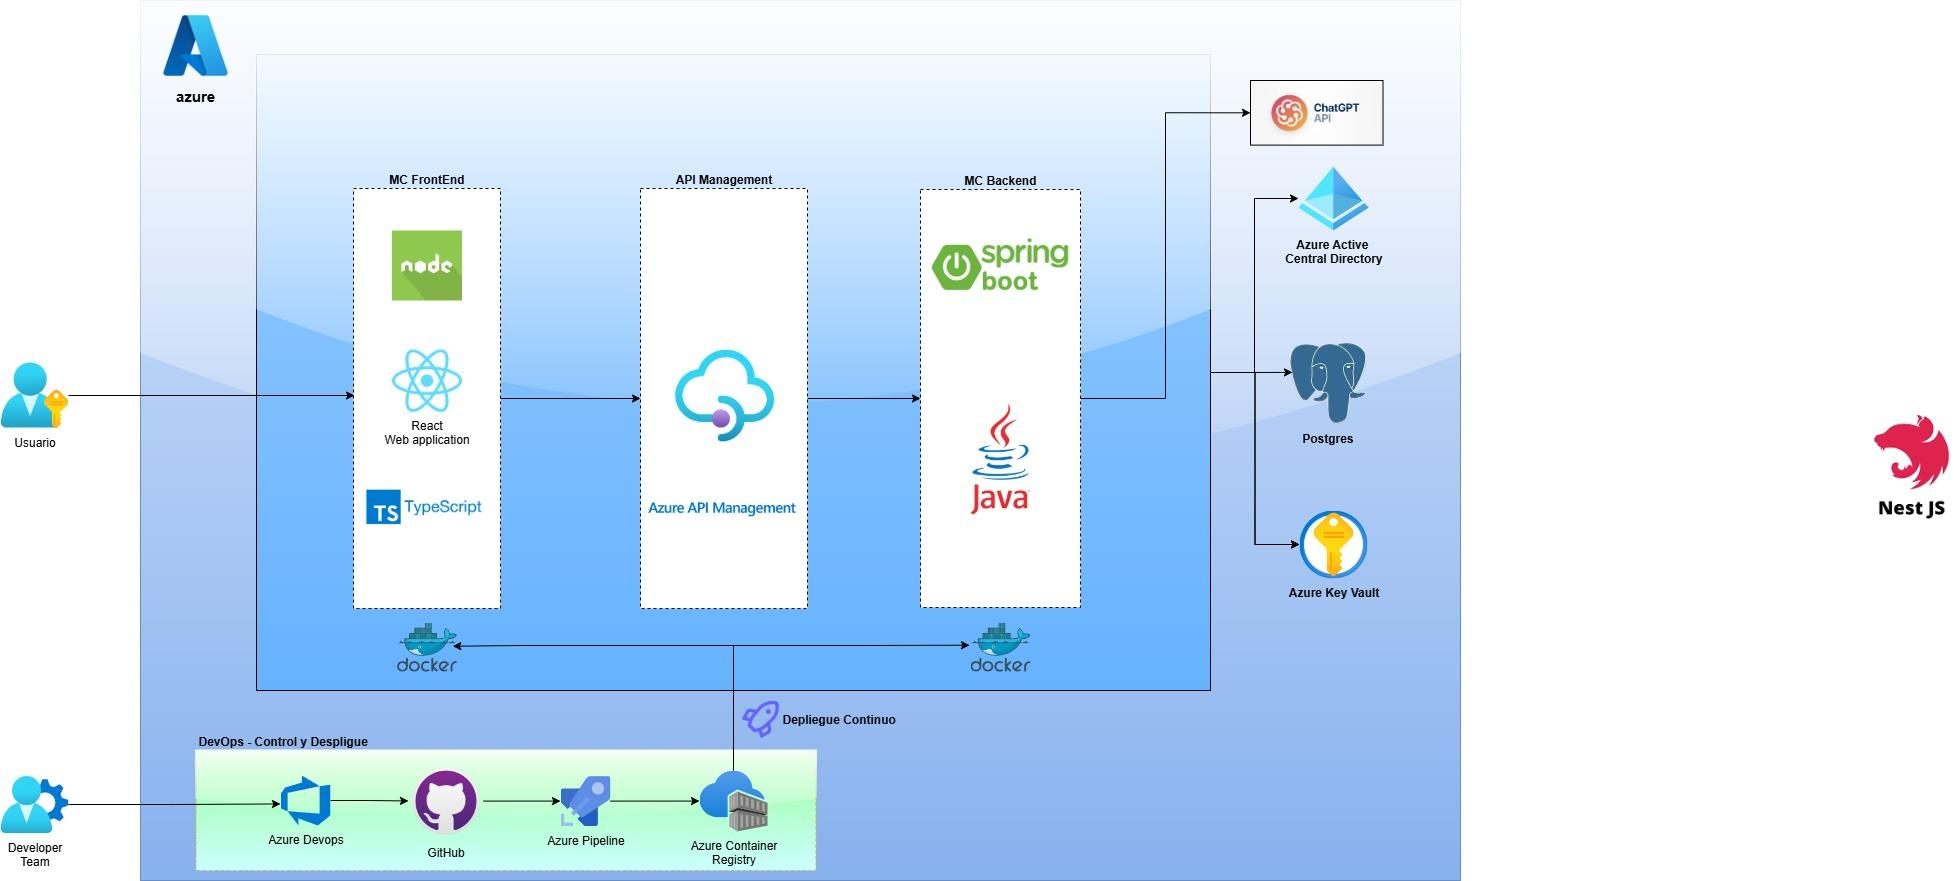 azure
ChatGPT
API
MC FrontEnd
API Management
MC Backend
node
spring
boot
Azure Active
Central Directory
React
Web application
Usuario
Postgres
TS TypeScript
Azure API Management
Java
Nest JS
Azure Key Vault
docker
docker
Depliegue Continuo
DevOps - Control y Despligue
Azure Devops
GitHub
Azure Pipeline
Azure Container
Registry
Developer
Team